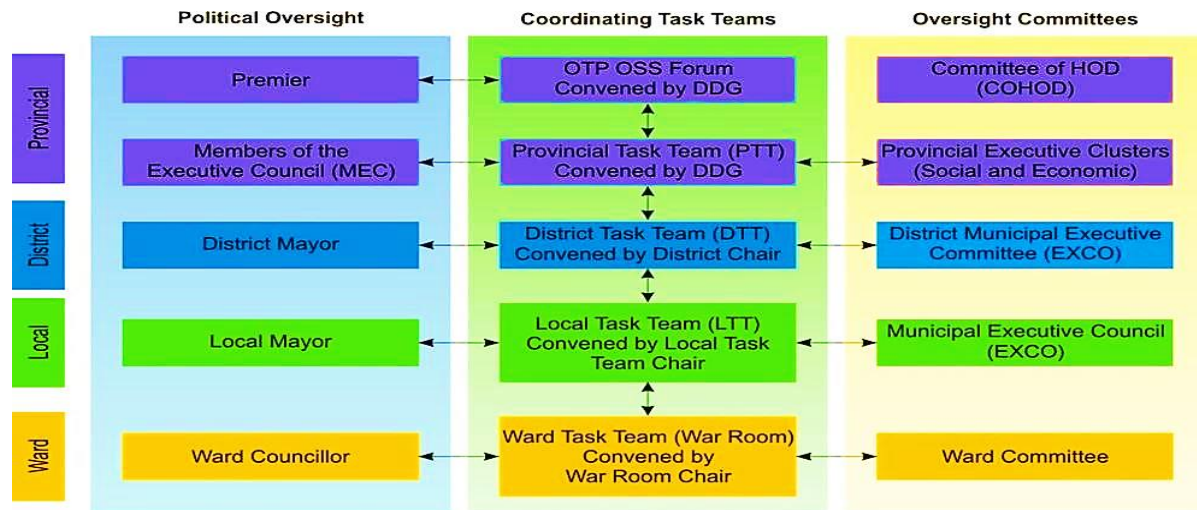 Political Oversight
Coordinating Task Teams
Oversight Committees
Provincial
Premier
OTP OSS Forum
Convened by DDG
Committee of HOD
(COHOD)
Members of the
Executive Council (MEC)
Provincial Task Team (PTT)
Convened by DDG
Provincial Executive Clusters
(Social and Economic)
District
District Mayor
District Task Team (DTT)
Convened by District Chair
District Municipal Executive
Committee (EXCO)
Local
Local Mayor
Local Task Team (LTT)
Convened by Local Task
Team Chair
Municipal Executive Council
(EXCO)
Ward
Ward Councillor
Ward Task Team (War Room)
Convened by
War Room Chair
Ward Committee